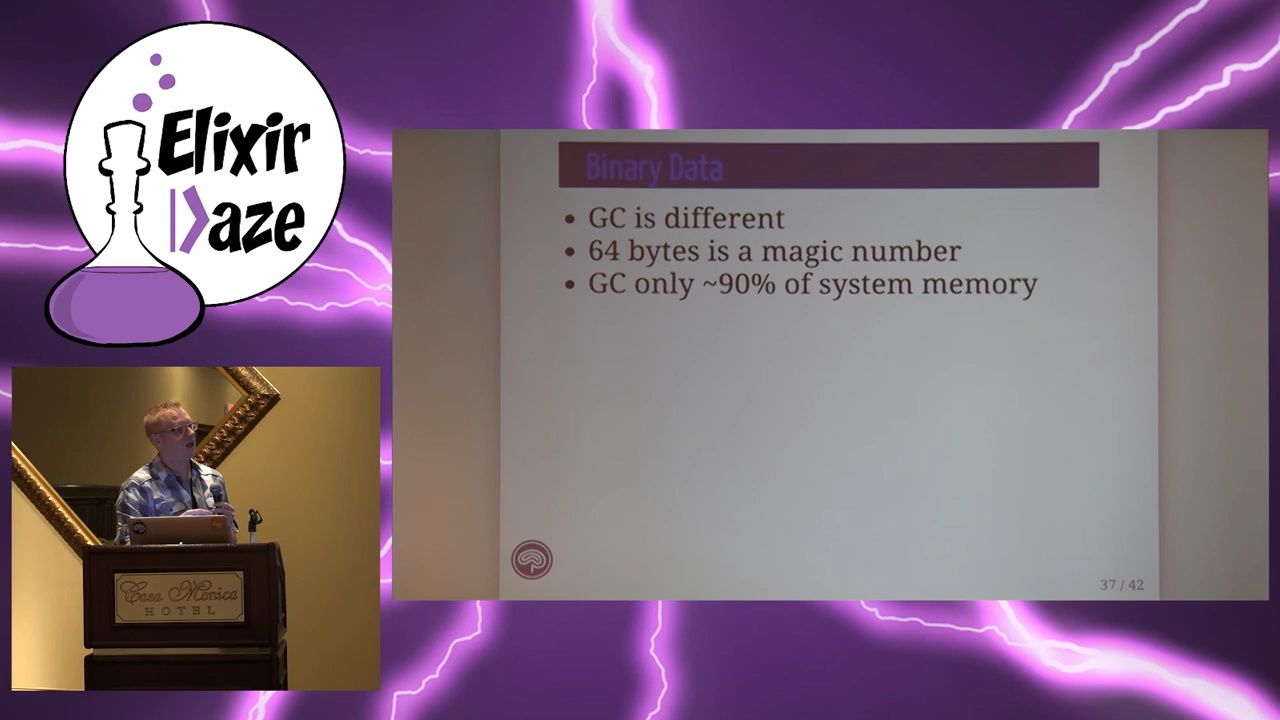 Elixir
Daze
Binary Data
• GC is different
• 64 bytes is a magic number
• GC only ~90% of system memory
37 / 42
Casa Monica
HOTEL